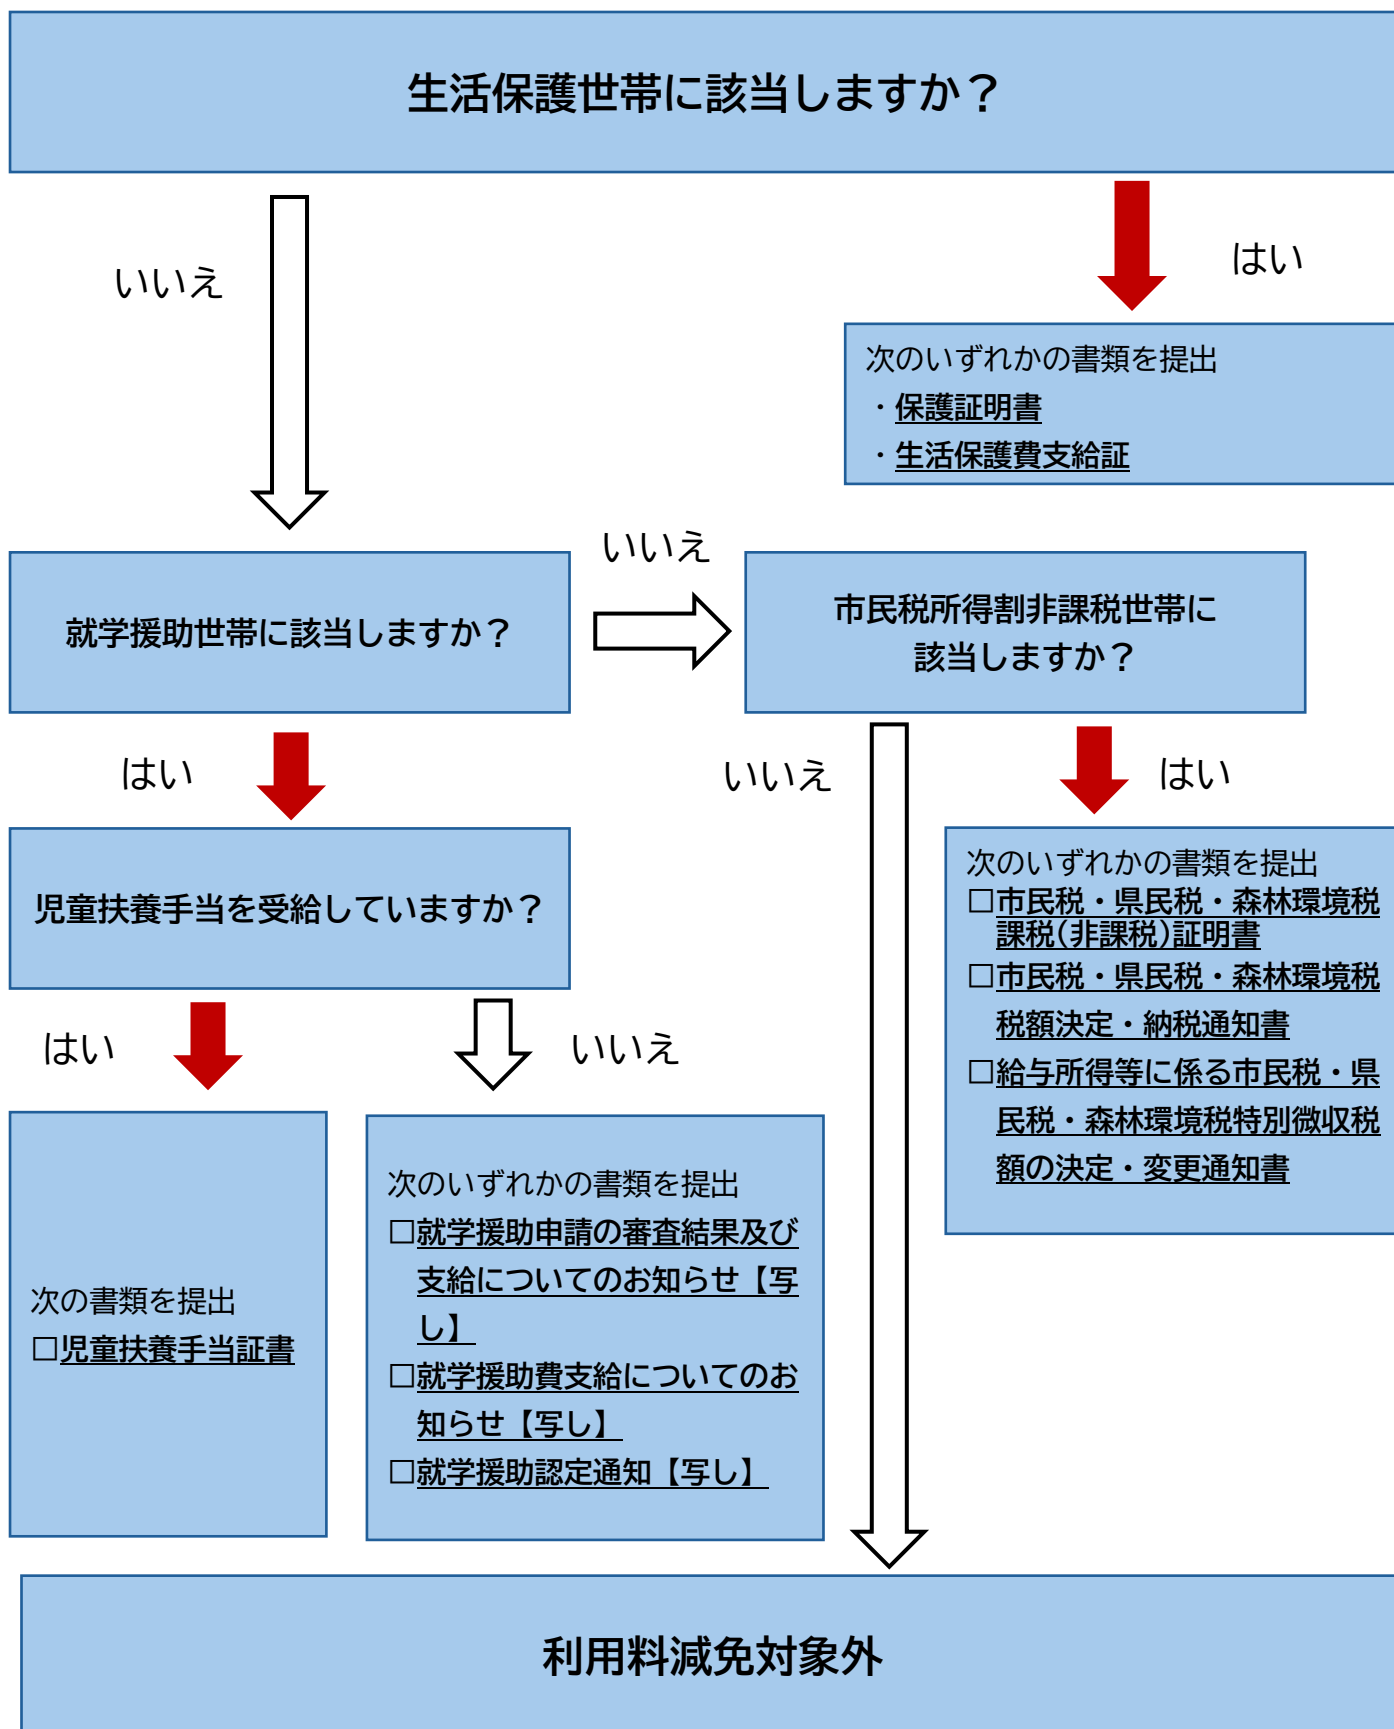 生活保護世帯に該当しますか？
いいえ
はい
次のいずれかの書類を提出
・保護証明書
・生活保護費支給証
就学援助世帯に該当しますか？
いいえ
市民税所得割非課税世帯に
該当しますか？
はい
いいえ
はい
児童扶養手当を受給していますか？
次のいずれかの書類を提出
□市民税・県民税・森林環境税
課税(非課税)証明書
□市民税・県民税・森林環境税
税額決定・納税通知書
□給与所得等に係る市民税・県
民税・森林環境税特別微収税
額の決定・変更通知書
はい
いいえ
次の書類を提出
□児童扶養手当証書
次のいずれかの書類を提出
□就学援助申請の審査結果及び
支給についてのお知らせ【写
し】
□就学援助費支給についてのお
知らせ【写し】
□就学援助認定通知【写し】
利用料減免対象外